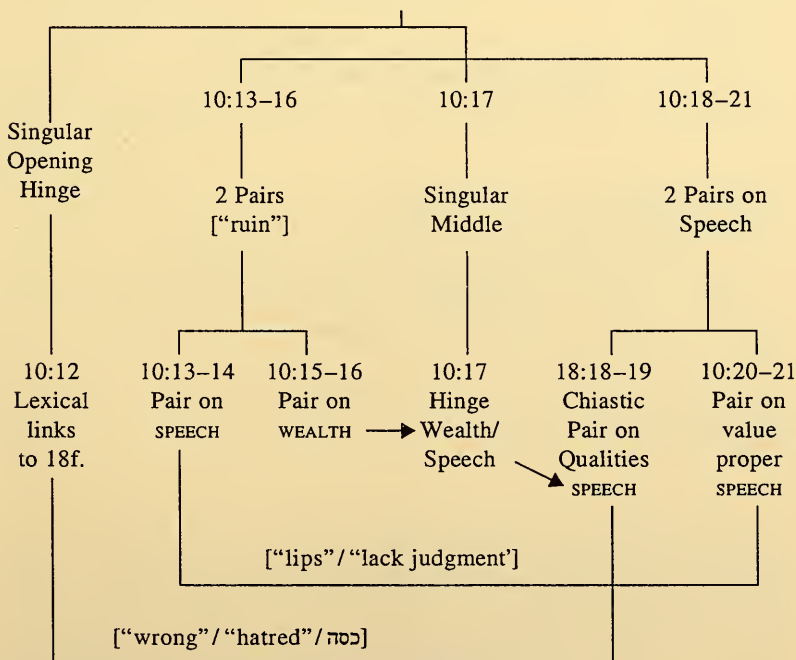 10:13–16
10:17
10:18–21
Singular
Opening
Hinge
2 Pairs
["ruin"]
Singular
Middle
2 Pairs on
Speech
10:12
Lexical
links
to 18f.
10:13–14
Pair on
SPEECH
10:15–16
Pair on
WEALTH
10:17
Hinge
Wealth/
Speech
18:18–19
Chiastic
Pair on
Qualities
SPEECH
10:20–21
Pair on
value
proper
SPEECH
["lips"/"lack judgment']
["wrong"/"hatred"/כסה]